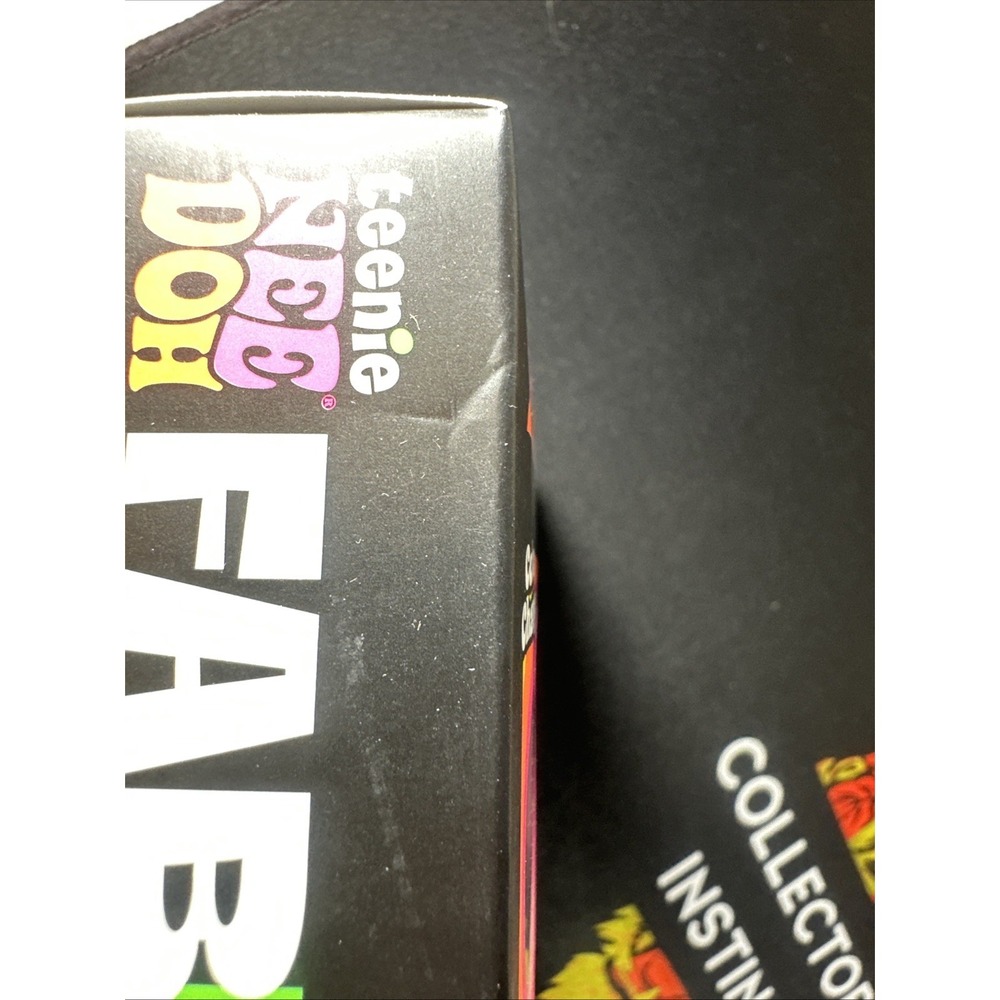 teenie
NEE
DOH
®
FAB
COLLECTOR
INSTIN